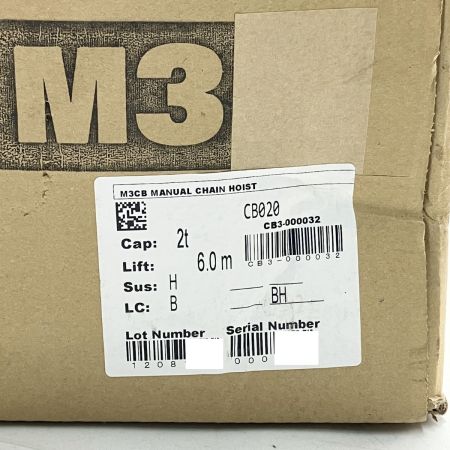 M3
M3CB MANUAL CHAIN HOIST
CB020
CB3-000032
Cap: 2t
CB3-000032
Lift: 6.0 m
Sus: H
LC: B
BH
Lot Number
Serial Number
1208
000